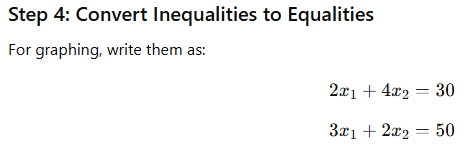 Step 4: Convert Inequalities to Equalities
For graphing, write them as:
2x₁ + 4x₂ = 30
3x₁ + 2x₂ = 50